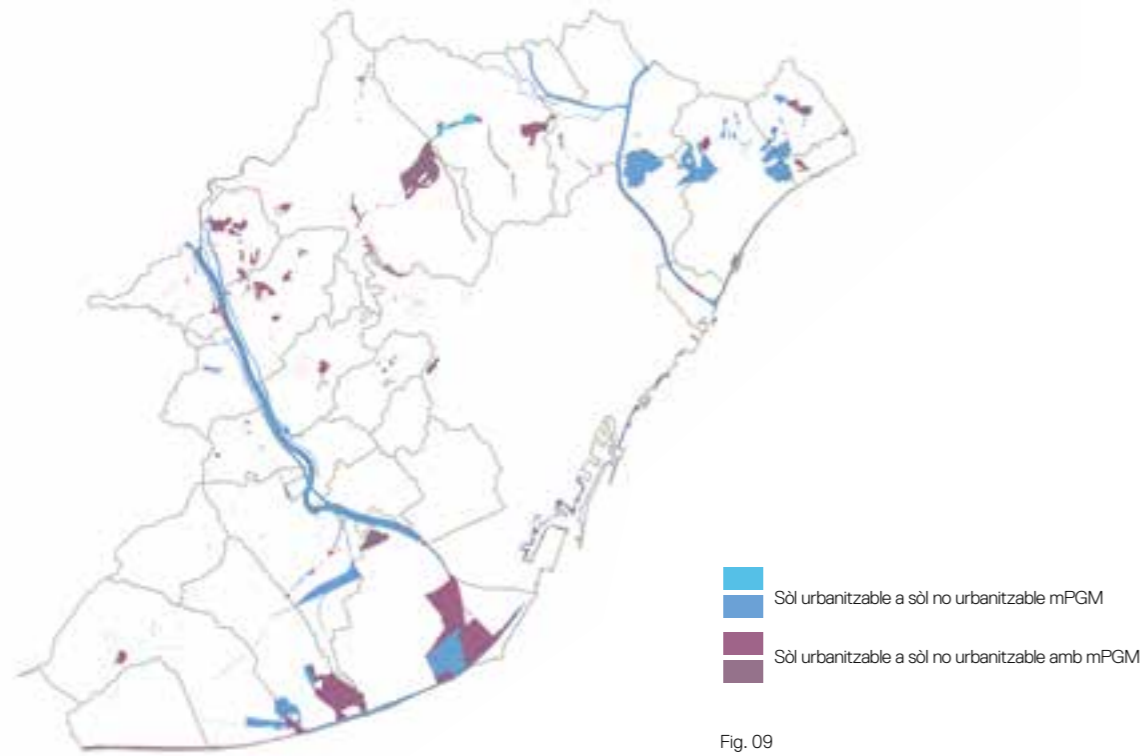 Sòl urbanitzable a sòl no urbanitzable mPGM
Sòl urbanitzable a sòl no urbanitzable amb mPGM
Fig. 09